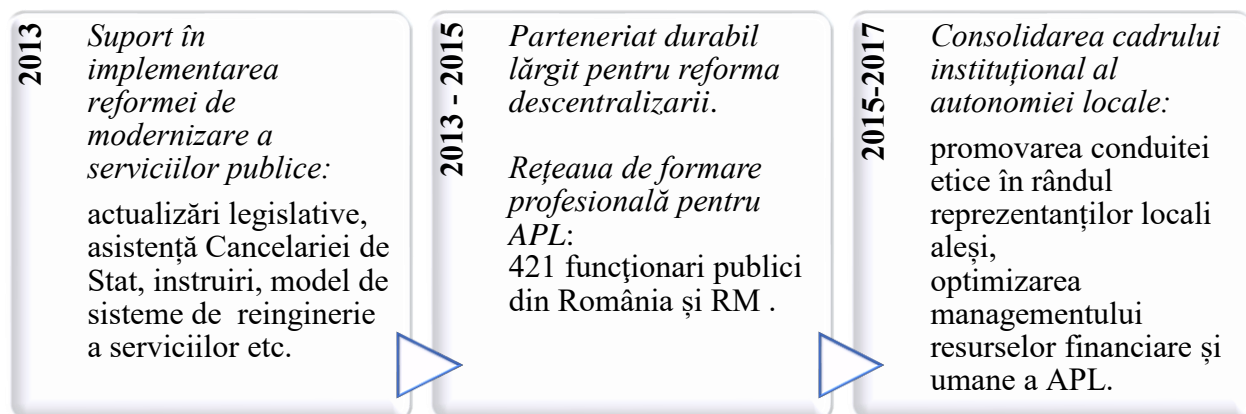 2013
Suport în
implementarea
reformei de
modernizare a
serviciilor publice:
actualizări legislative,
asistență Cancelariei de
Stat, instruiri, model de
sisteme de reinginerie
a serviciilor etc.
2013 - 2015
Parteneriat durabil
lărgit pentru reforma
descentralizarii.
Rețeaua de formare
profesională pentru
APL:
421 funcţionari publici
din România și RM .
2015-2017
Consolidarea cadrului
instituțional al
autonomiei locale:
promovarea conduitei
etice în rândul
reprezentanților locali
aleși,
optimizarea
managementului
resurselor financiare și
umane a APL.